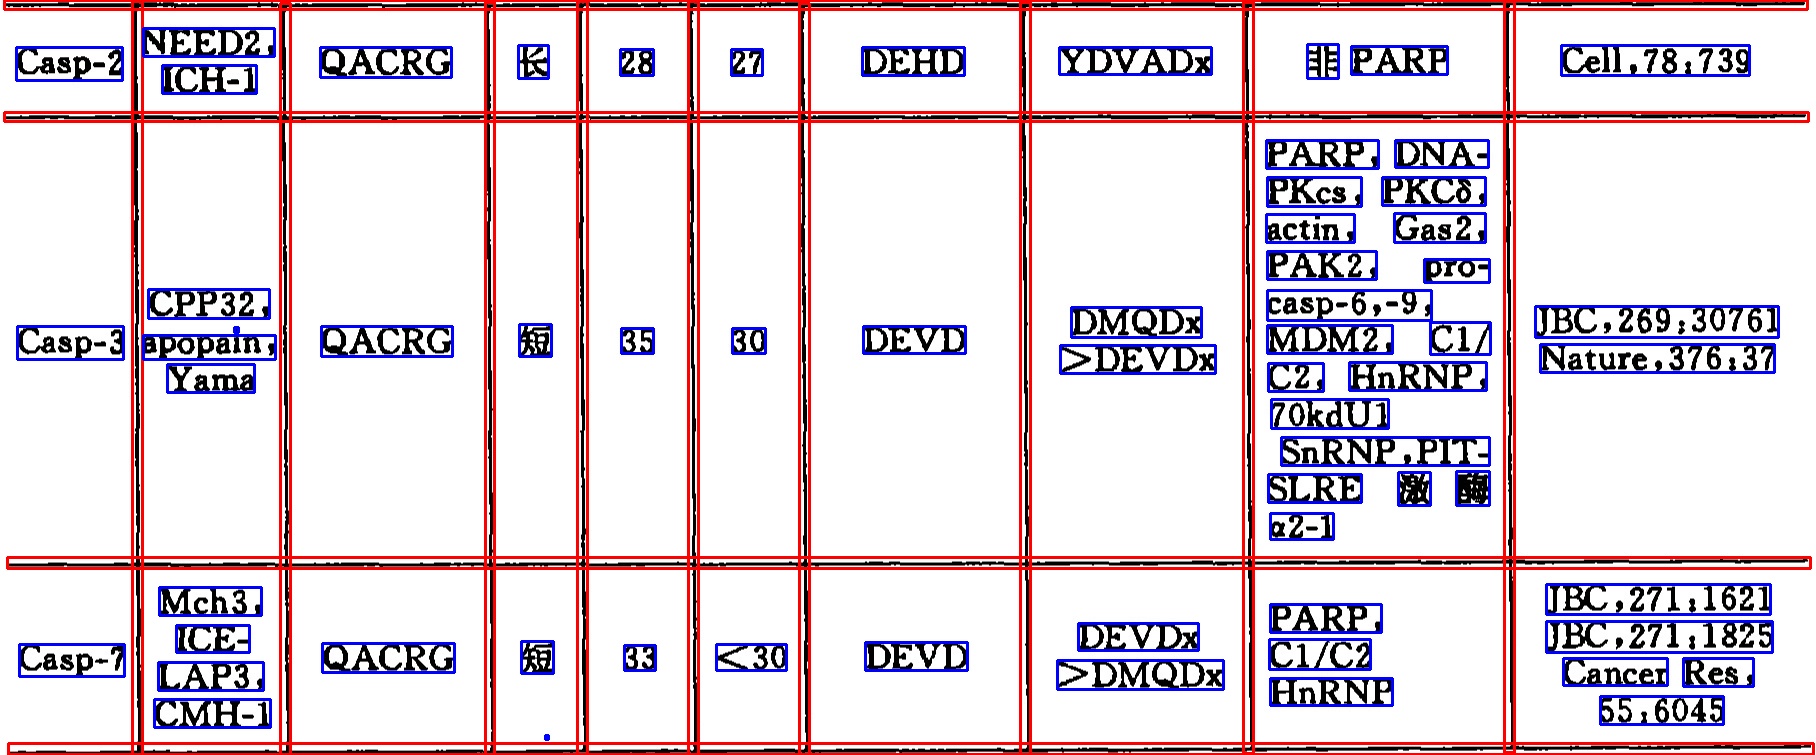 Casp-2 NEED2, ICH-1 QACRG 长 28 27 DEHD YDVADx 非 PARP Cell,78:739
Casp-3 CPP32, apopain, Yama QACRG 短 35 30 DEVD DMQDx >DEVDx
PARP, DNA-
PKcs, PKCδ,
actin, Gas2,
PAK2, pro-
casp-6,-9,
MDM2, C1/
C2, HnRNP,
70kdU1
SnRNP,PIT-
SLRE 激 酶
α2-1
JBC,269:30761
Nature,376:37
Casp-7 Mch3, ICE-LAP3, CMH-1 QACRG 短 33 <30 DEVD DEVDx >DMQDx
PARP,
C1/C2
HnRNP
JBC,271:1621
JBC,271:1825
Cancer Res,
55:6045